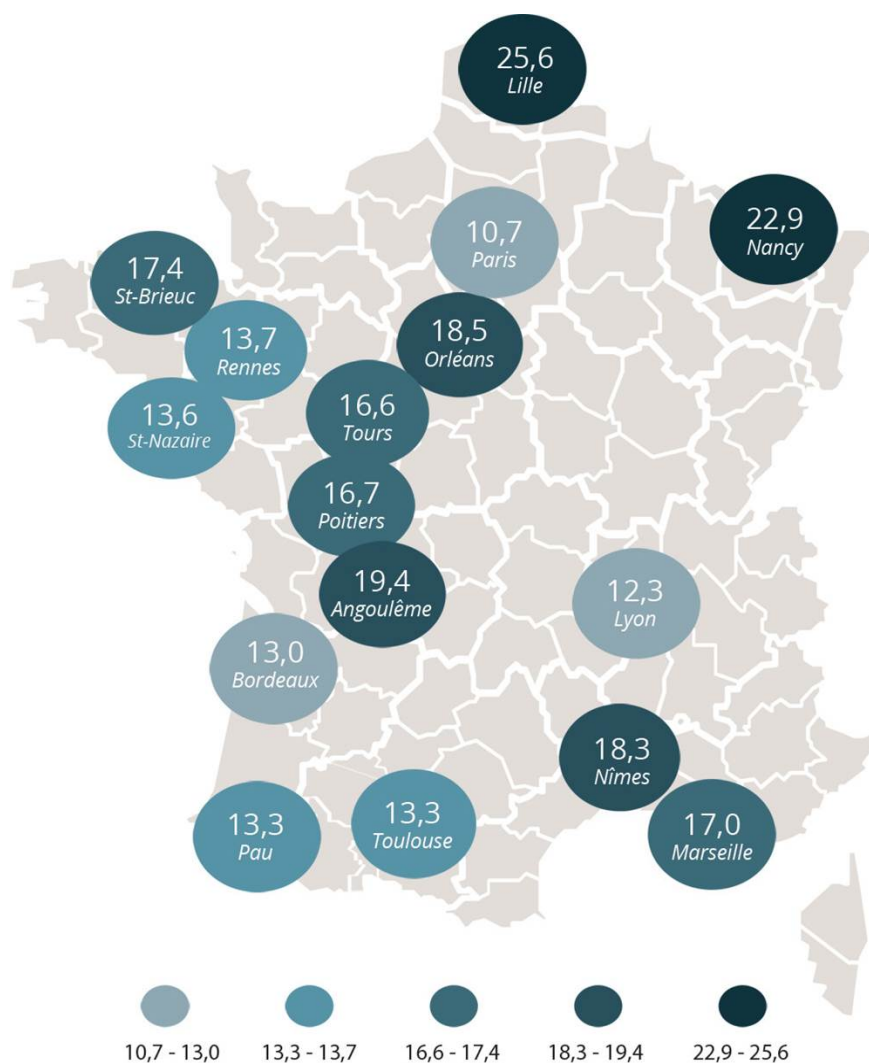 25,6
Lille
22,9
Nancy
10,7
Paris
17,4
St-Brieuc
13,7
Rennes
18,5
Orléans
13,6
St-Nazaire
16,6
Tours
16,7
Poitiers
19,4
Angoulême
12,3
Lyon
13,0
Bordeaux
18,3
Nîmes
13,3
Pau
13,3
Toulouse
17,0
Marseille
10,7 - 13,0
13,3 - 13,7
16,6 - 17,4
18,3 - 19,4
22,9 - 25,6